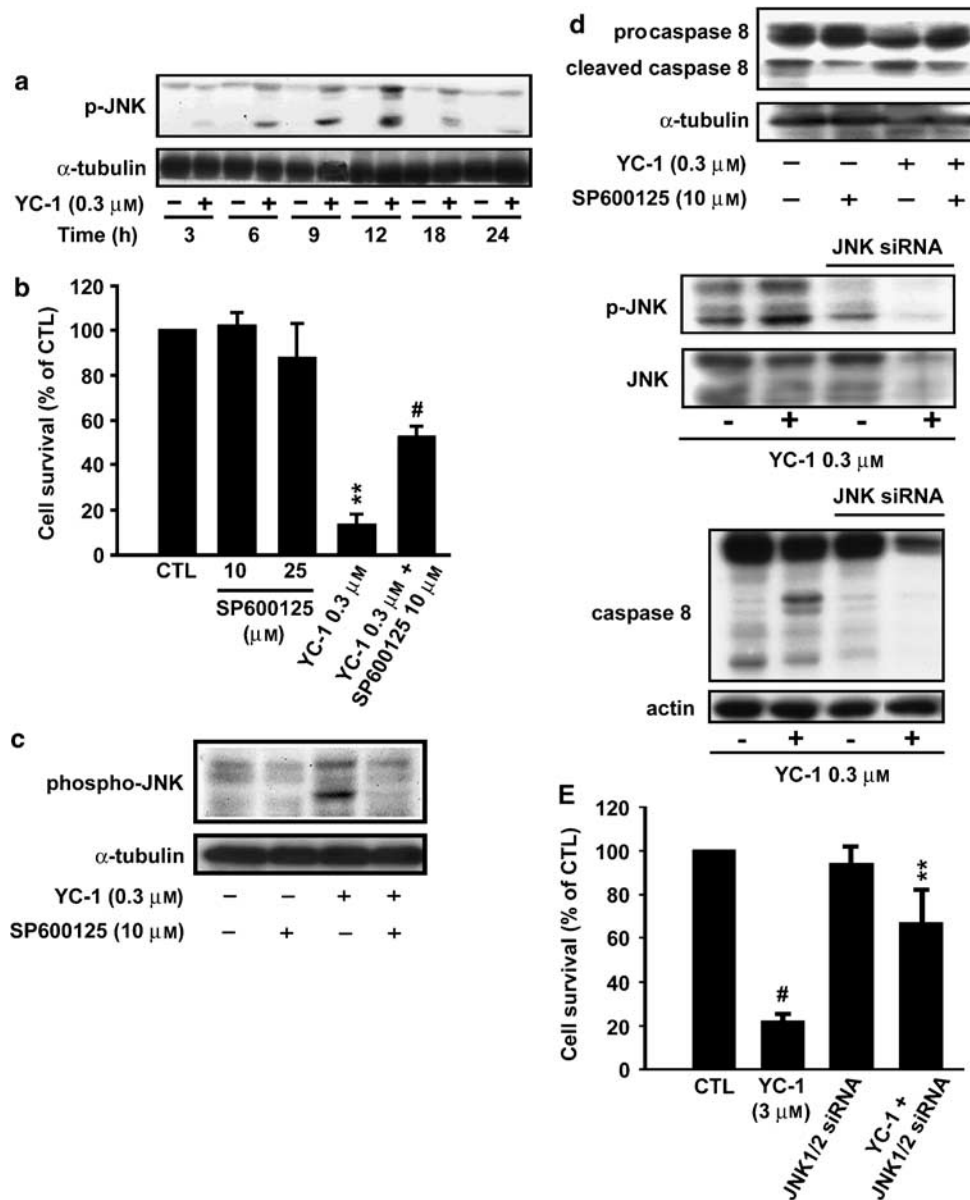 a
p-JNK
α-tubulin
YC-1 (0.3 μM) – + – + – + – + – + – +
Time (h) 3 6 9 12 18 24
b
Cell survival (% of CTL)
120
100
80
60
40
20
0
**
#
CTL 10 25
SP600125
(μM)
YC-1 0.3 μM
YC-1 0.3 μM +
SP600125 10 μM
c
phospho-JNK
α-tubulin
YC-1 (0.3 μM) – – + +
SP600125 (10 μM) – + – +
d
procaspase 8
cleaved caspase 8
α-tubulin
YC-1 (0.3 μM) – – + +
SP600125 (10 μM) – + – +
JNK siRNA
p-JNK
JNK
- + - +
YC-1 0.3 μM
JNK siRNA
caspase 8
actin
- + - +
YC-1 0.3 μM
E
Cell survival (% of CTL)
120
100
80
60
40
20
0
#
**
CTL
YC-1
(3 μM)
JNK1/2 siRNA
YC-1 +
JNK1/2 siRNA